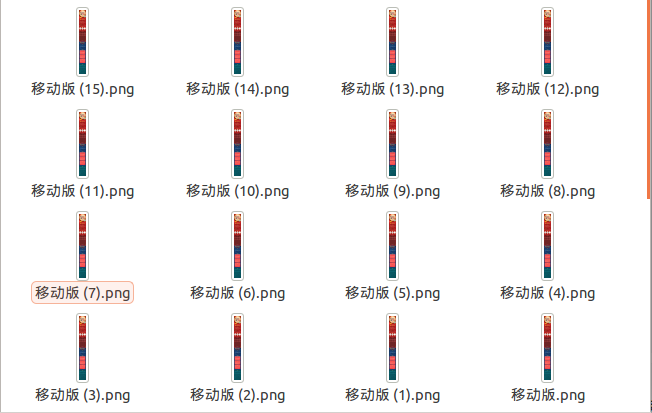 移动版 (15).png
移动版 (14).png
移动版 (13).png
移动版 (12).png
移动版 (11).png
移动版 (10).png
移动版 (9).png
移动版 (8).png
移动版 (7).png
移动版 (6).png
移动版 (5).png
移动版 (4).png
移动版 (3).png
移动版 (2).png
移动版 (1).png
移动版.png